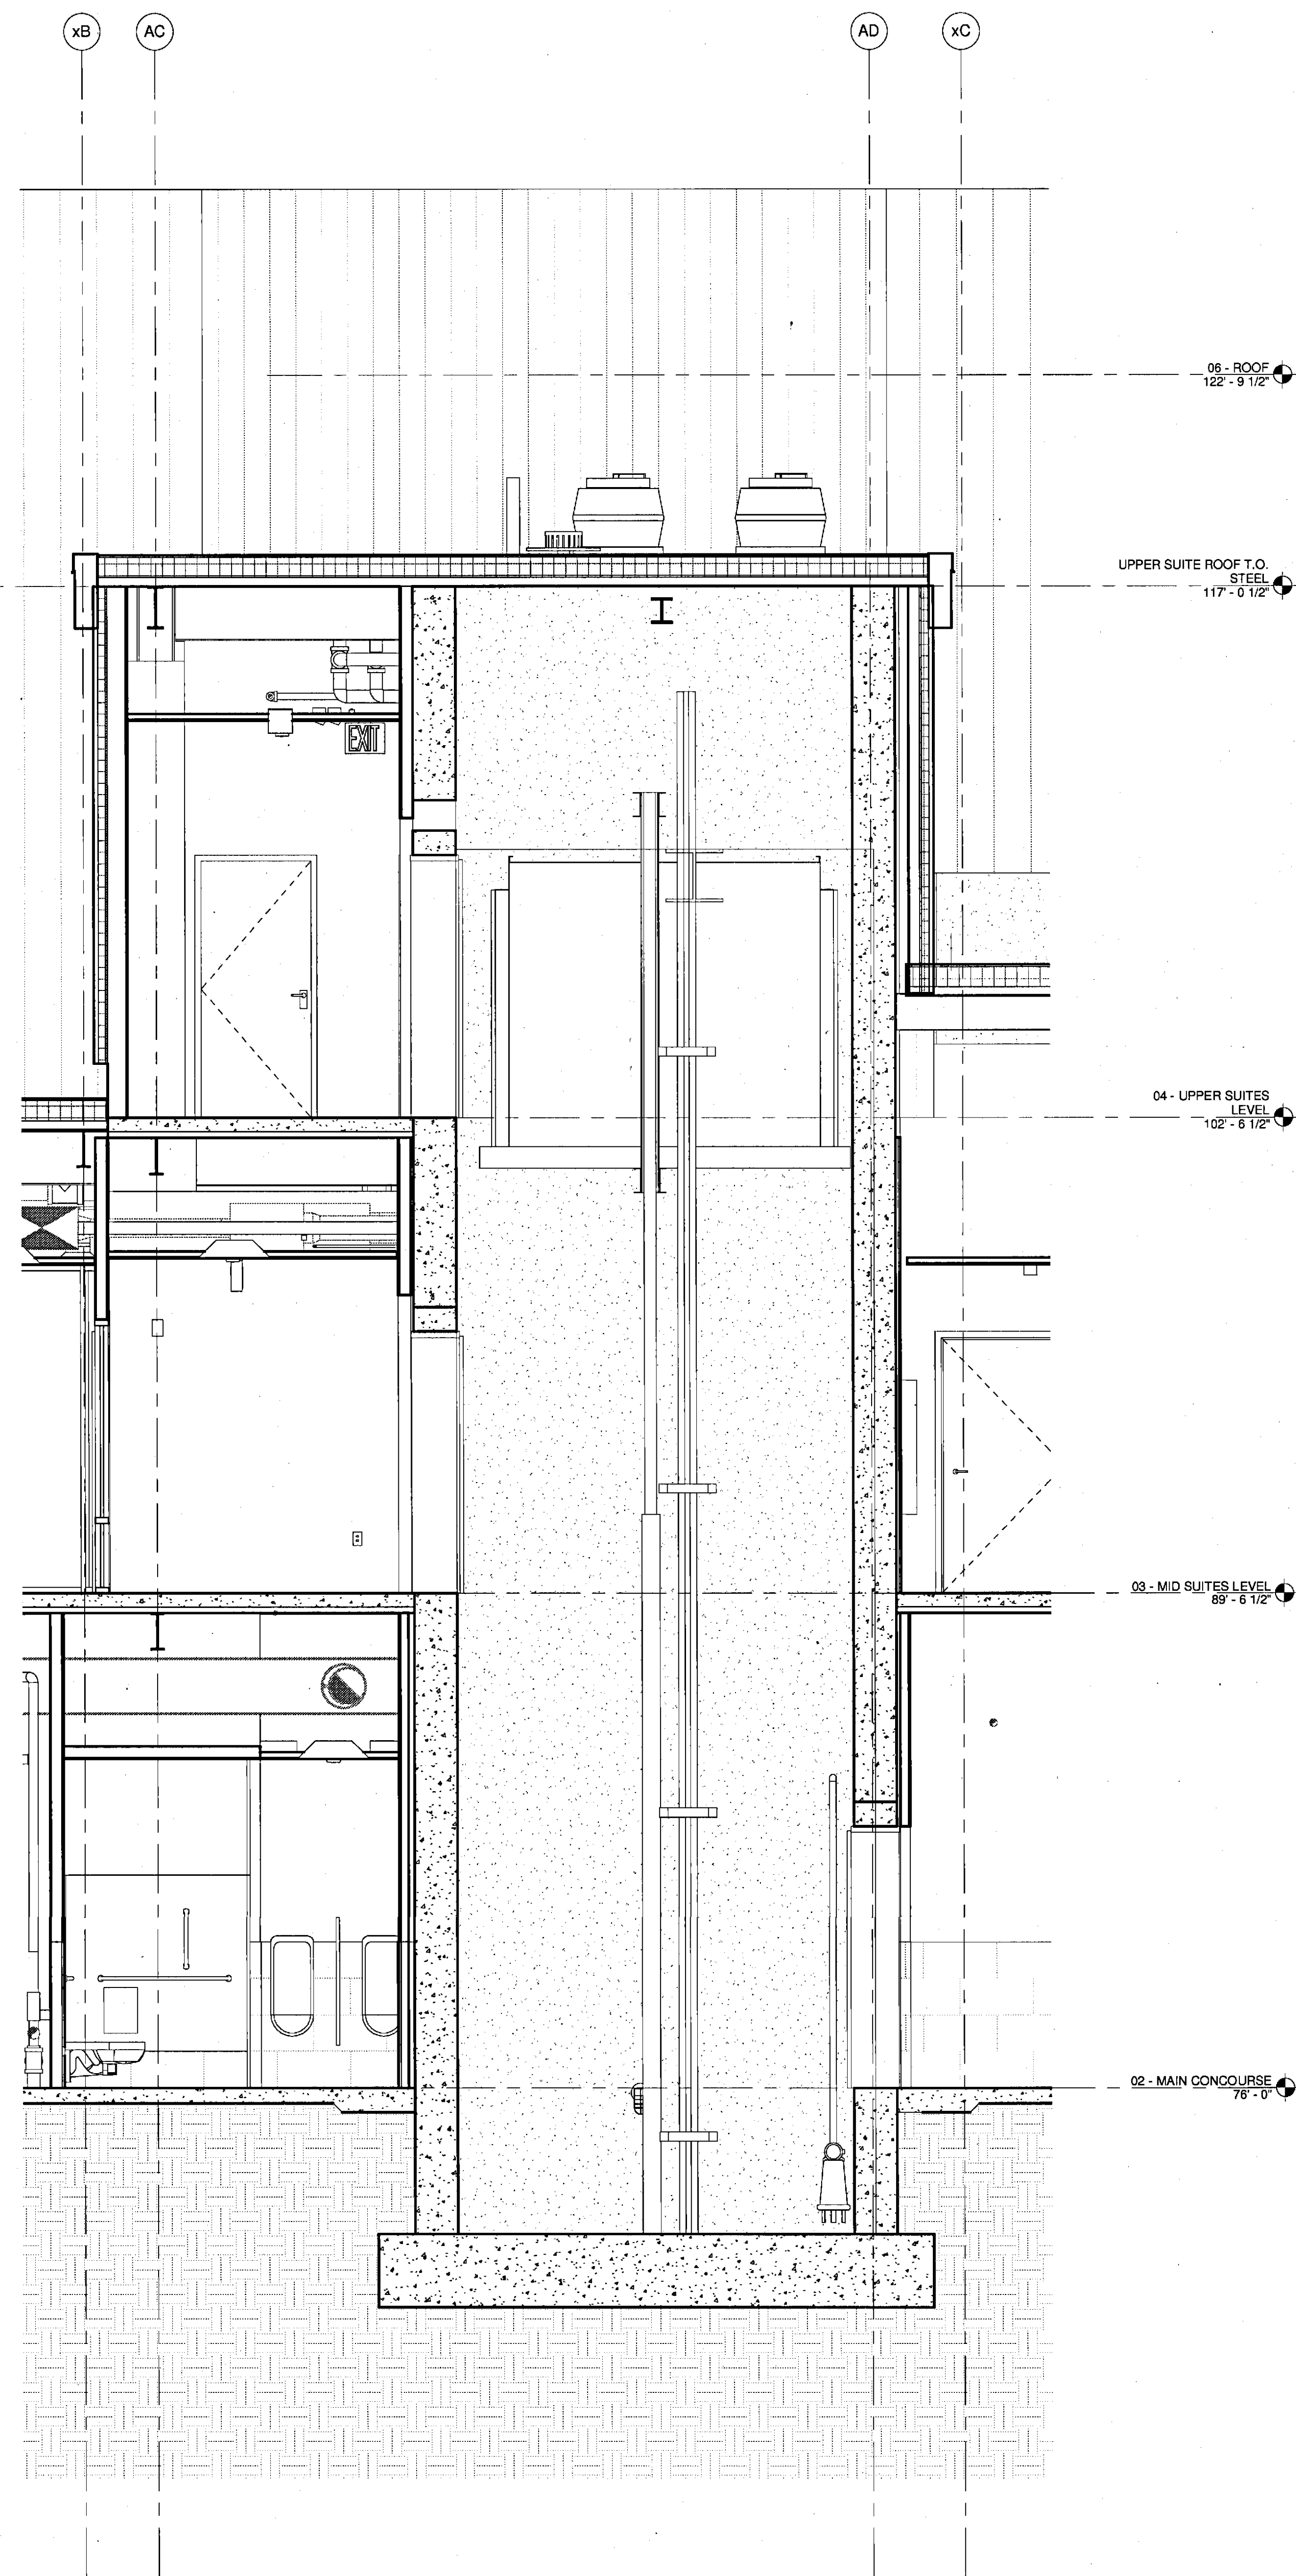 xB
AC
AD
xC
06 - ROOF
122' - 9 1/2"
UPPER SUITE ROOF T.O.
STEEL
117' - 0 1/2"
EXIT
04 - UPPER SUITES
LEVEL
102' - 6 1/2"
03 - MID SUITES LEVEL
89' - 6 1/2"
02 - MAIN CONCOURSE
76' - 0"